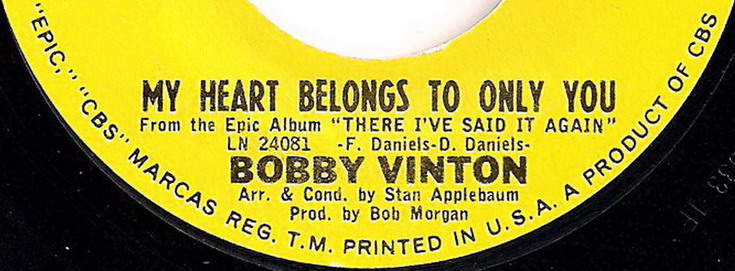 MY HEART BELONGS TO ONLY YOU
From the Epic Album "THERE I'VE SAID IT AGAIN"
LN 24081 -F. Daniels-D. Daniels-
BOBBY VINTON
Arr. & Cond. by Stan Applebaum
Prod. by Bob Morgan
"EPIC," "CBS" MARCAS REG. T.M. PRINTED IN U.S.A. A PRODUCT OF CBS